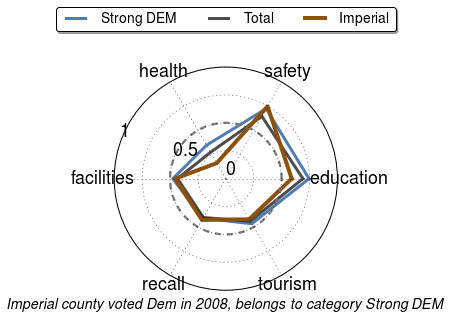 Strong DEM Total Imperial
health safety
1
0.5
0
facilities education
recall tourism
Imperial county voted Dem in 2008, belongs to category Strong DEM